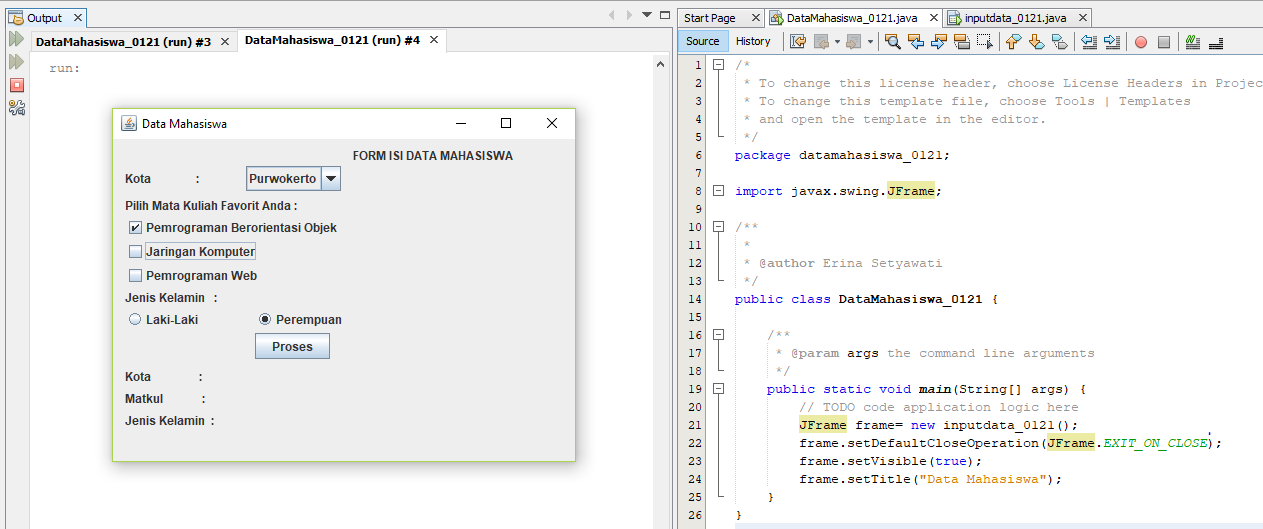 Output
DataMahasiswa_0121 (run) #3
DataMahasiswa_0121 (run) #4
run:
Data Mahasiswa
FORM ISI DATA MAHASISWA
Kota :
Purwokerto
Pilih Mata Kuliah Favorit Anda :
Pemrograman Berorientasi Objek
Jaringan Komputer
Pemrograman Web
Jenis Kelamin :
Laki-Laki
Perempuan
Proses
Kota :
Matkul :
Jenis Kelamin :
Start Page
DataMahasiswa_0121.java
inputdata_0121.java
Source
History
1 /*
2 * To change this license header, choose License Headers in Projec
3 * To change this template file, choose Tools | Templates
4 * and open the template in the editor.
5 */
6 package datamahasiswa_0121;
7
8 import javax.swing.JFrame;
9
10 /**
11 *
12 * @author Erina Setyawati
13 */
14 public class DataMahasiswa_0121 {
15
16 /**
17 * @param args the command line arguments
18 */
19 public static void main(String[] args) {
20 // TODO code application logic here
21 JFrame frame= new inputdata_0121();
22 frame.setDefaultCloseOperation(JFrame.EXIT_ON_CLOSE);
23 frame.setVisible(true);
24 frame.setTitle("Data Mahasiswa");
25 }
26 }